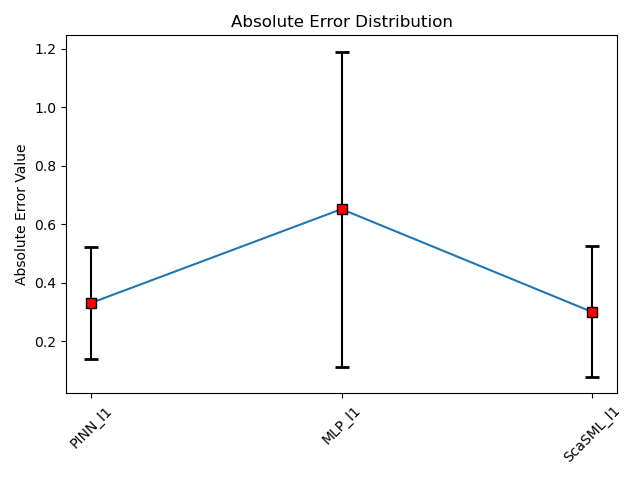 Absolute Error Distribution
Absolute Error Value
1.2
1.0
0.8
0.6
0.4
0.2
PINN_l1
MLP_l1
ScaSML_l1